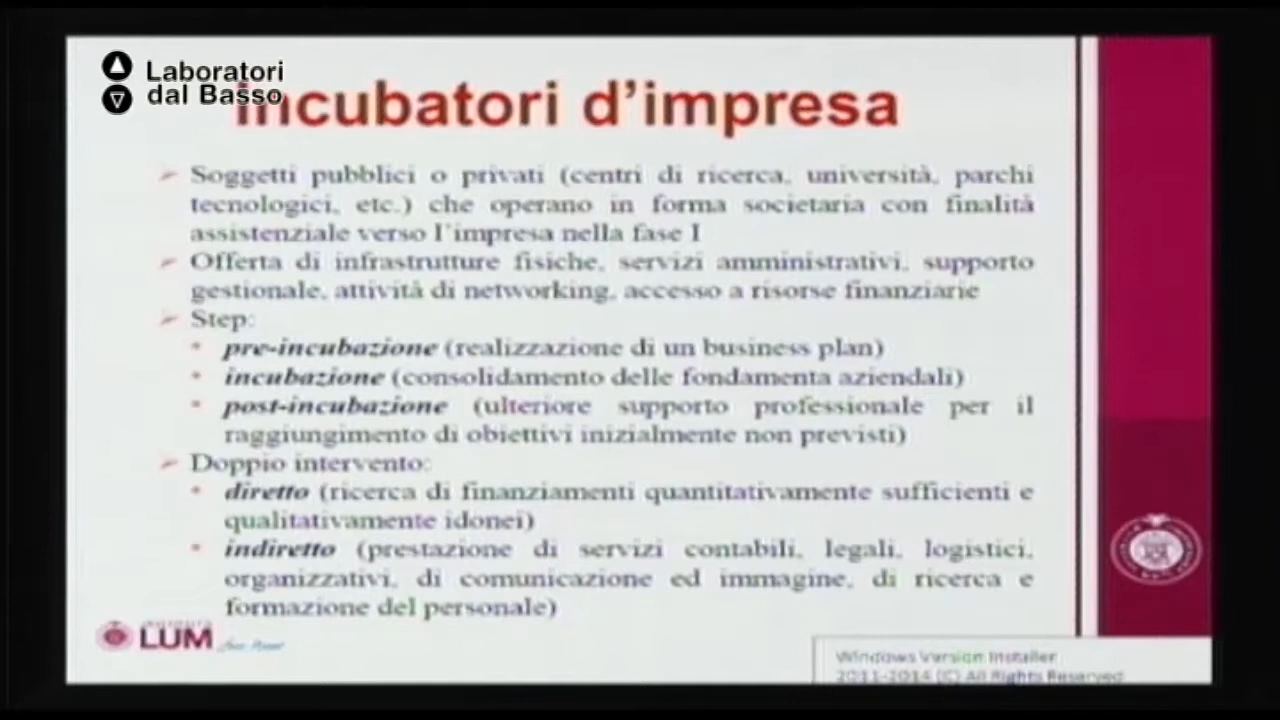 Laboratori
dal Basso
incubatori d'impresa
➢ Soggetti pubblici o privati (centri di ricerca, università, parchi
tecnologici, etc.) che operano in forma societaria con finalità
assistenziale verso l'impresa nella fase I
➢ Offerta di infrastrutture fisiche, servizi amministrativi, supporto
gestionale, attività di networking, accesso a risorse finanziarie
➢ Step:
• pre-incubazione (realizzazione di un business plan)
• incubazione (consolidamento delle fondamenta aziendali)
• post-incubazione (ulteriore supporto professionale per il
raggiungimento di obiettivi inizialmente non previsti)
➢ Doppio intervento:
• diretto (ricerca di finanziamenti quantitativamente sufficienti e
qualitativamente idonei)
• indiretto (prestazione di servizi contabili, legali, logistici,
organizzativi, di comunicazione ed immagine, di ricerca e
formazione del personale)
LUM
Windows Version Installer
2011-2014 (C) All Rights Reserved